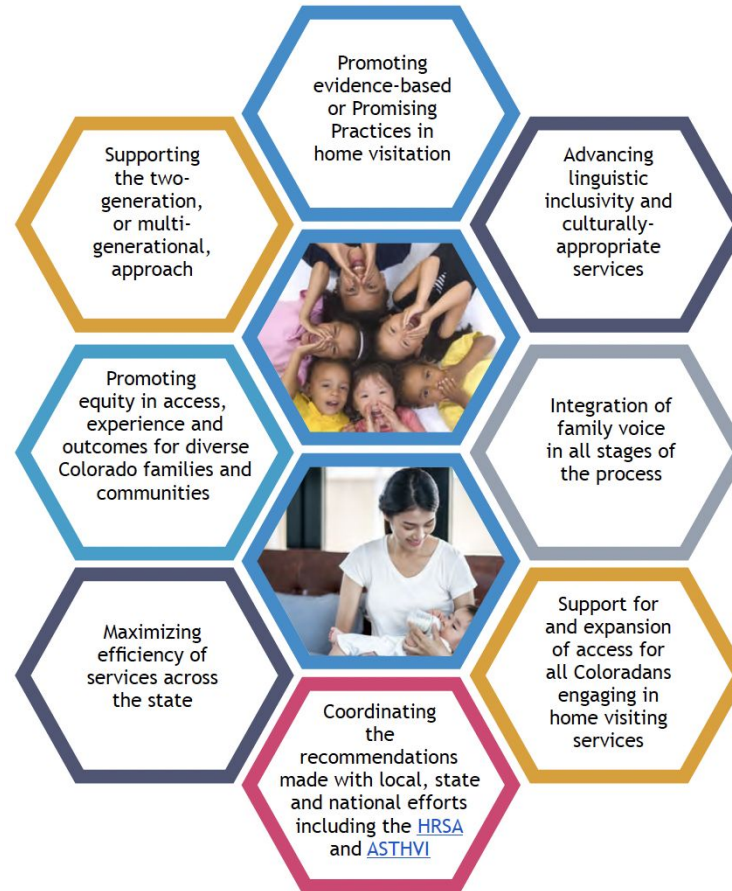 Promoting
evidence-based
or Promising
Practices in
home visitation
Supporting
the two-
generation,
or multi-
generational,
approach
Advancing
linguistic
inclusivity and
culturally-
appropriate
services
Promoting
equity in access,
experience and
outcomes for diverse
Colorado families and
communities
Integration of
family voice
in all stages of
the process
Maximizing
efficiency of
services across
the state
Support for
and expansion
of access for
all Coloradans
engaging in
home visiting
services
Coordinating
the
recommendations
made with local, state
and national efforts
including the HRSA
and ASTHVI